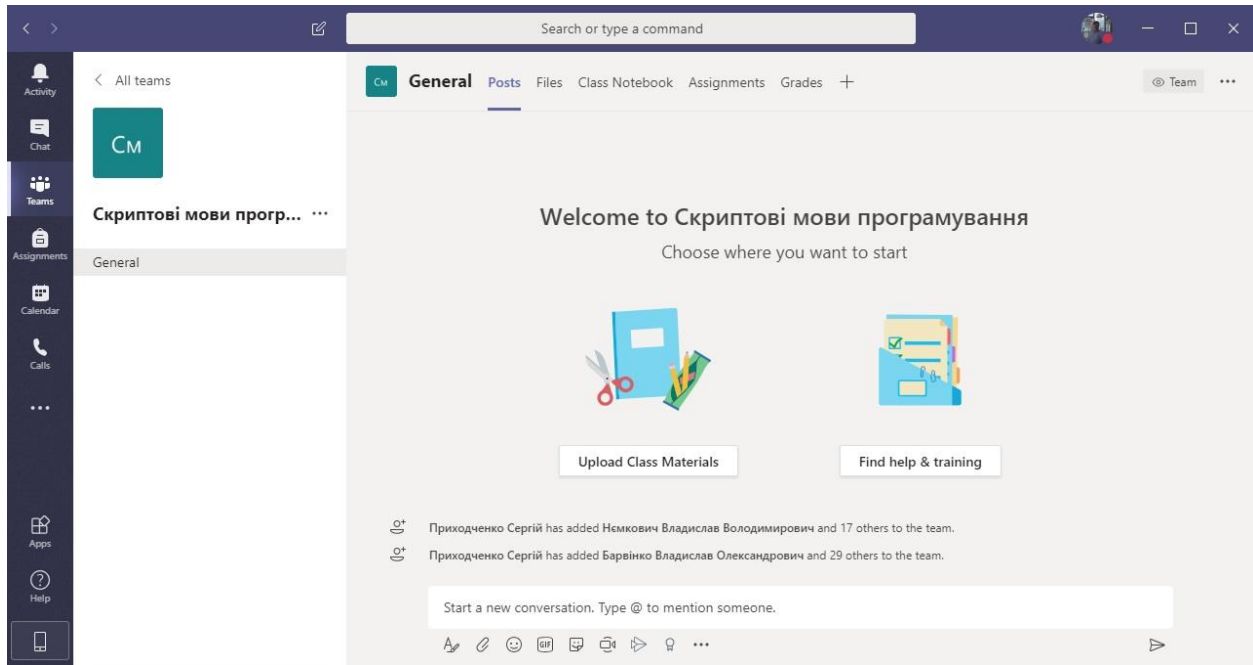 Search or type a command
Activity
Chat
Teams
Assignments
Calendar
Calls
Apps
Help
All teams
См
Скриптові мови прогр...
General
См General Posts Files Class Notebook Assignments Grades
Team
Welcome to Скриптові мови програмування
Choose where you want to start
Upload Class Materials
Find help & training
Приходченко Сергій has added Нємкович Владислав Володимирович and 17 others to the team.
Приходченко Сергій has added Барвінко Владислав Олександрович and 29 others to the team.
Start a new conversation. Type @ to mention someone.
GIF